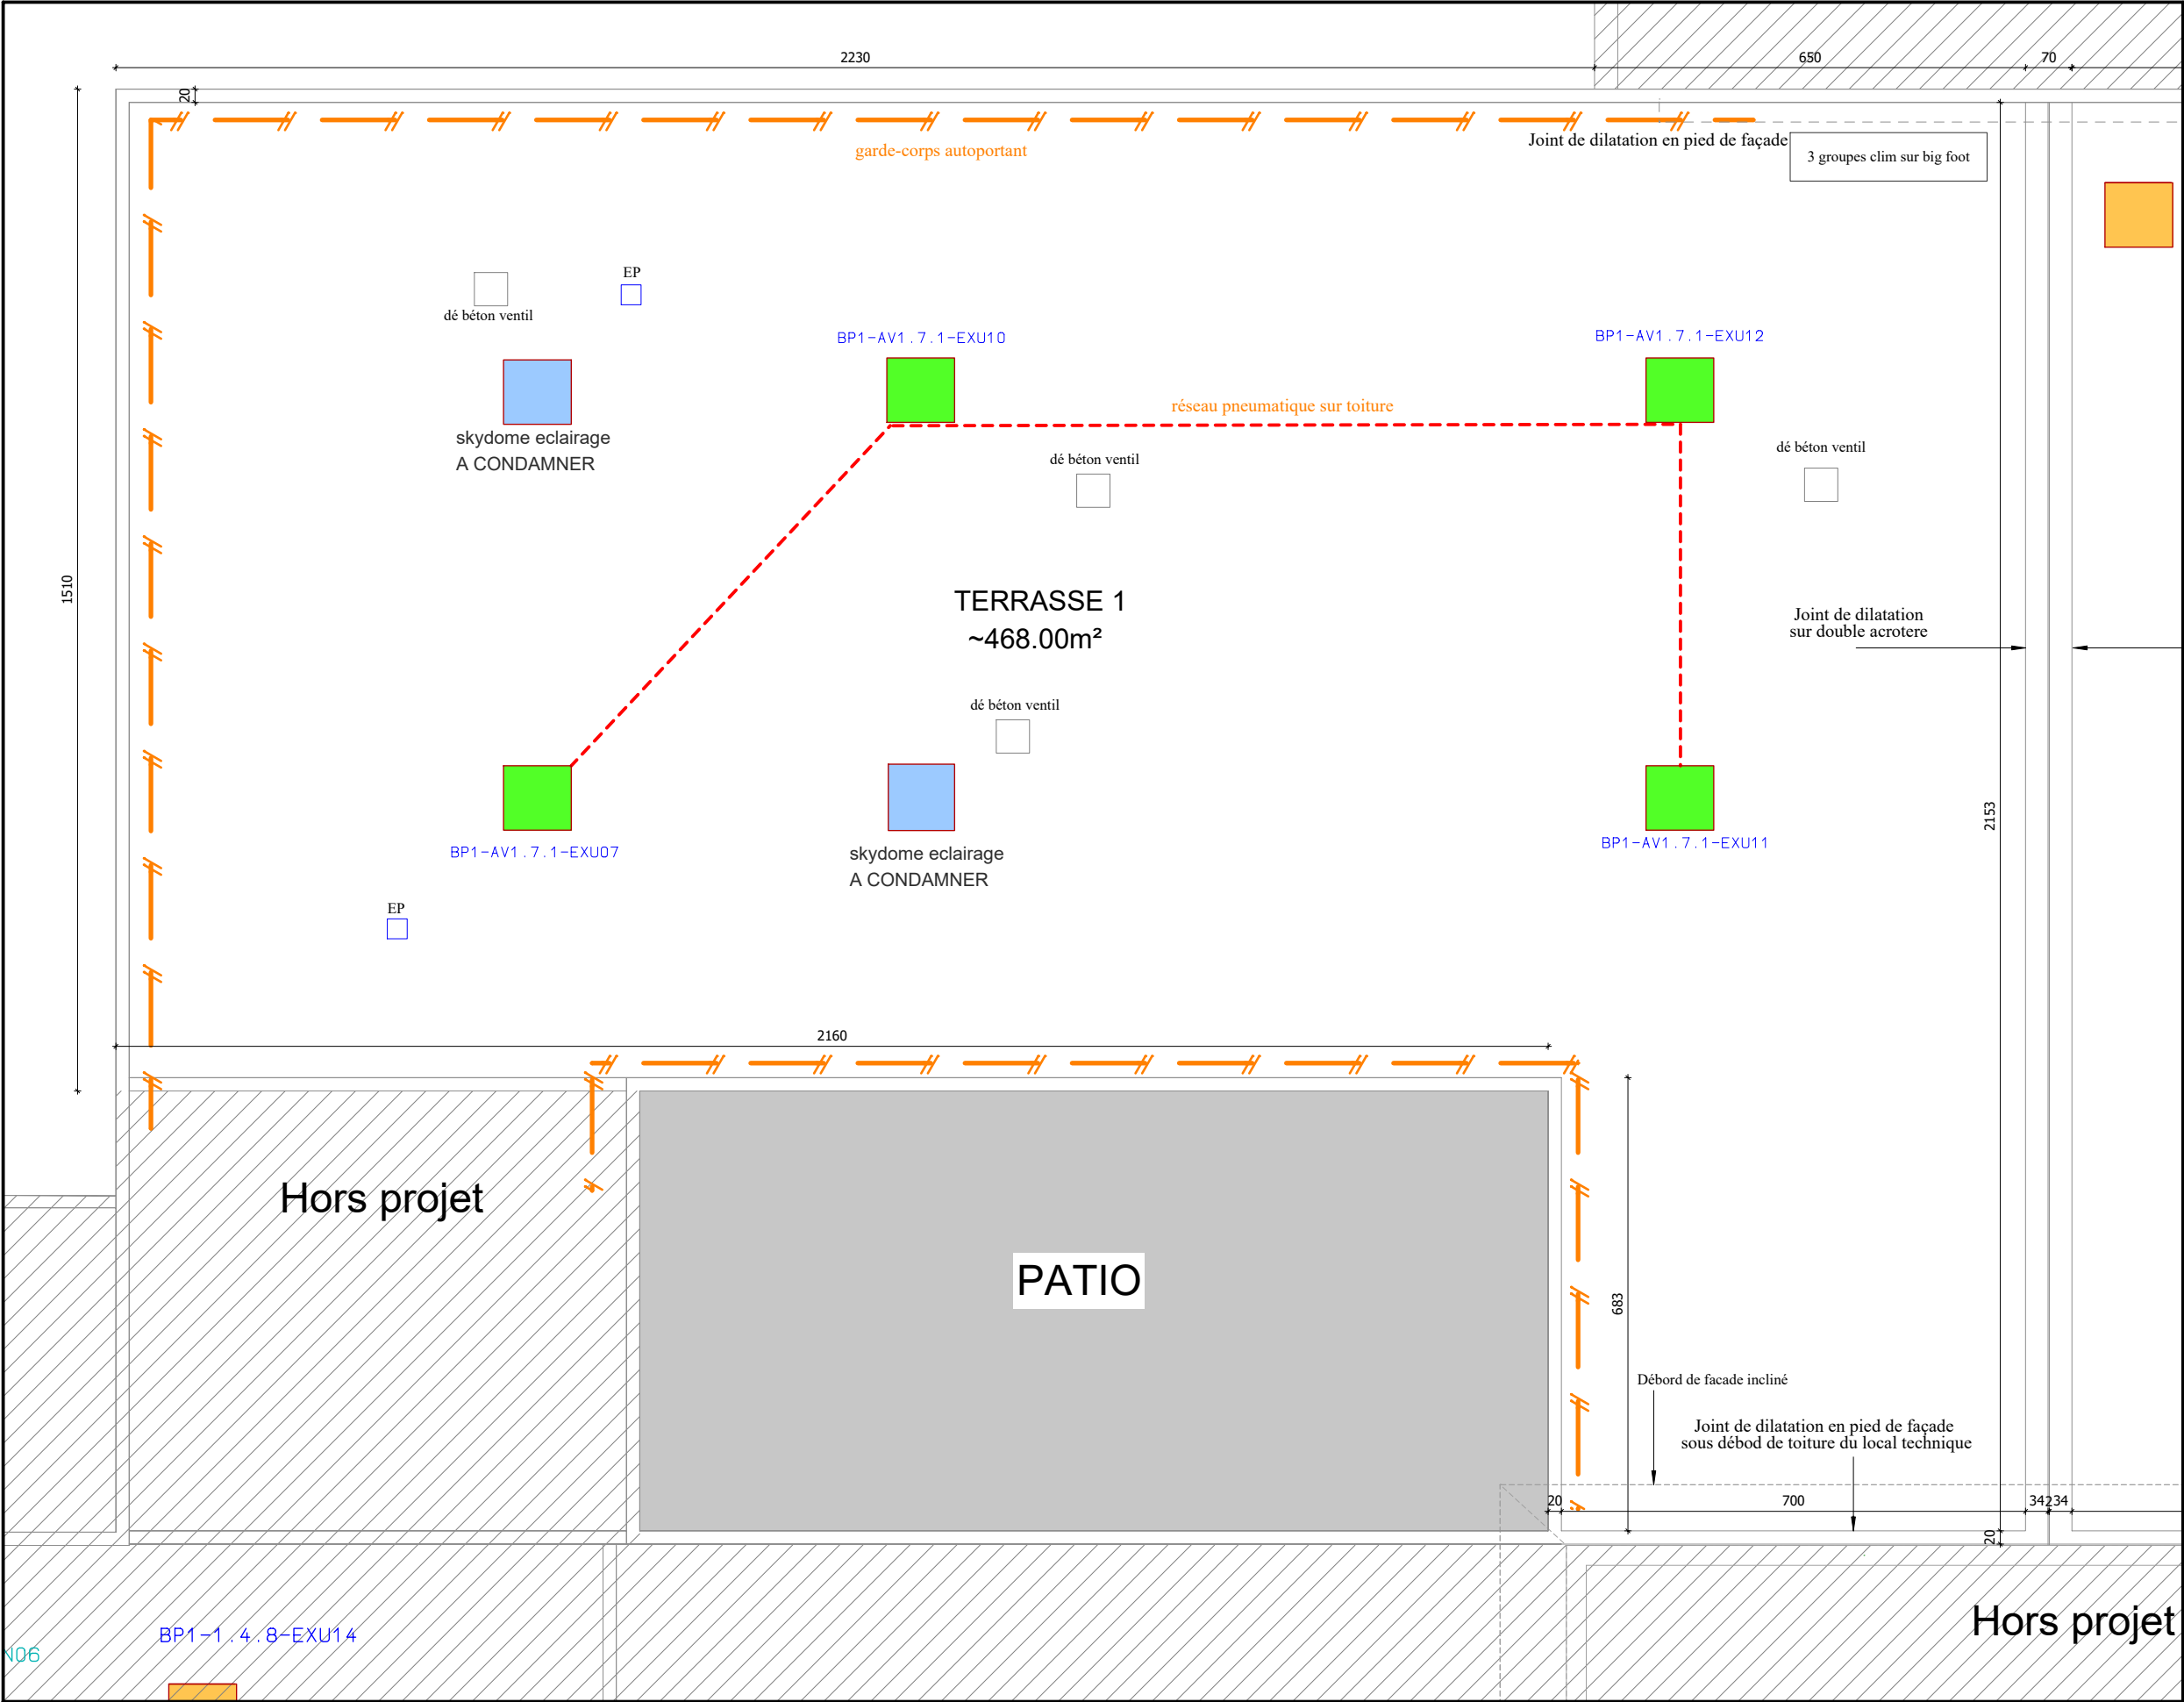 2230
650
70
20
garde-corps autoportant
Joint de dilatation en pied de façade
3 groupes clim sur big foot
EP
dé béton ventil
BP1-AV1.7.1-EXU10
BP1-AV1.7.1-EXU12
réseau pneumatique sur toiture
skydome eclairage
A CONDAMNER
dé béton ventil
dé béton ventil
1510
TERRASSE 1
~468.00m²
Joint de dilatation
sur double acrotere
dé béton ventil
2153
BP1-AV1.7.1-EXU07
skydome eclairage
A CONDAMNER
BP1-AV1.7.1-EXU11
EP
2160
Hors projet
PATIO
683
Débord de facade incliné
Joint de dilatation en pied de façade
sous débod de toiture du local technique
20
700
34234
20
BP1-1.4.8-EXU14
Hors projet
N06